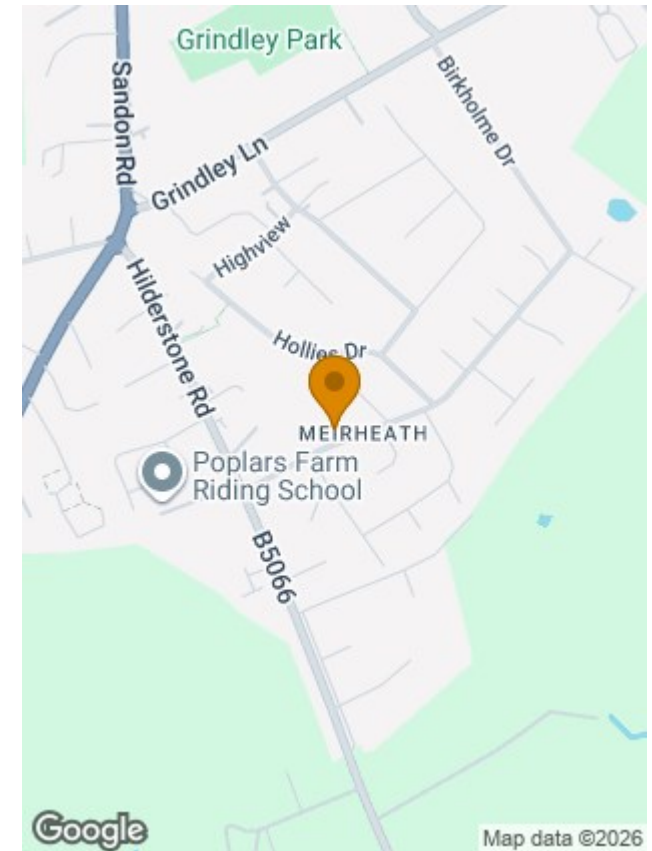 Grindley Park
Sandon Rd
Birkholme Dr
Grindley Ln
Highview
Hilderstone Rd
Hollies Dr
MEIRHEATH
Poplars Farm
Riding School
B5066
Google
Map data ©2026